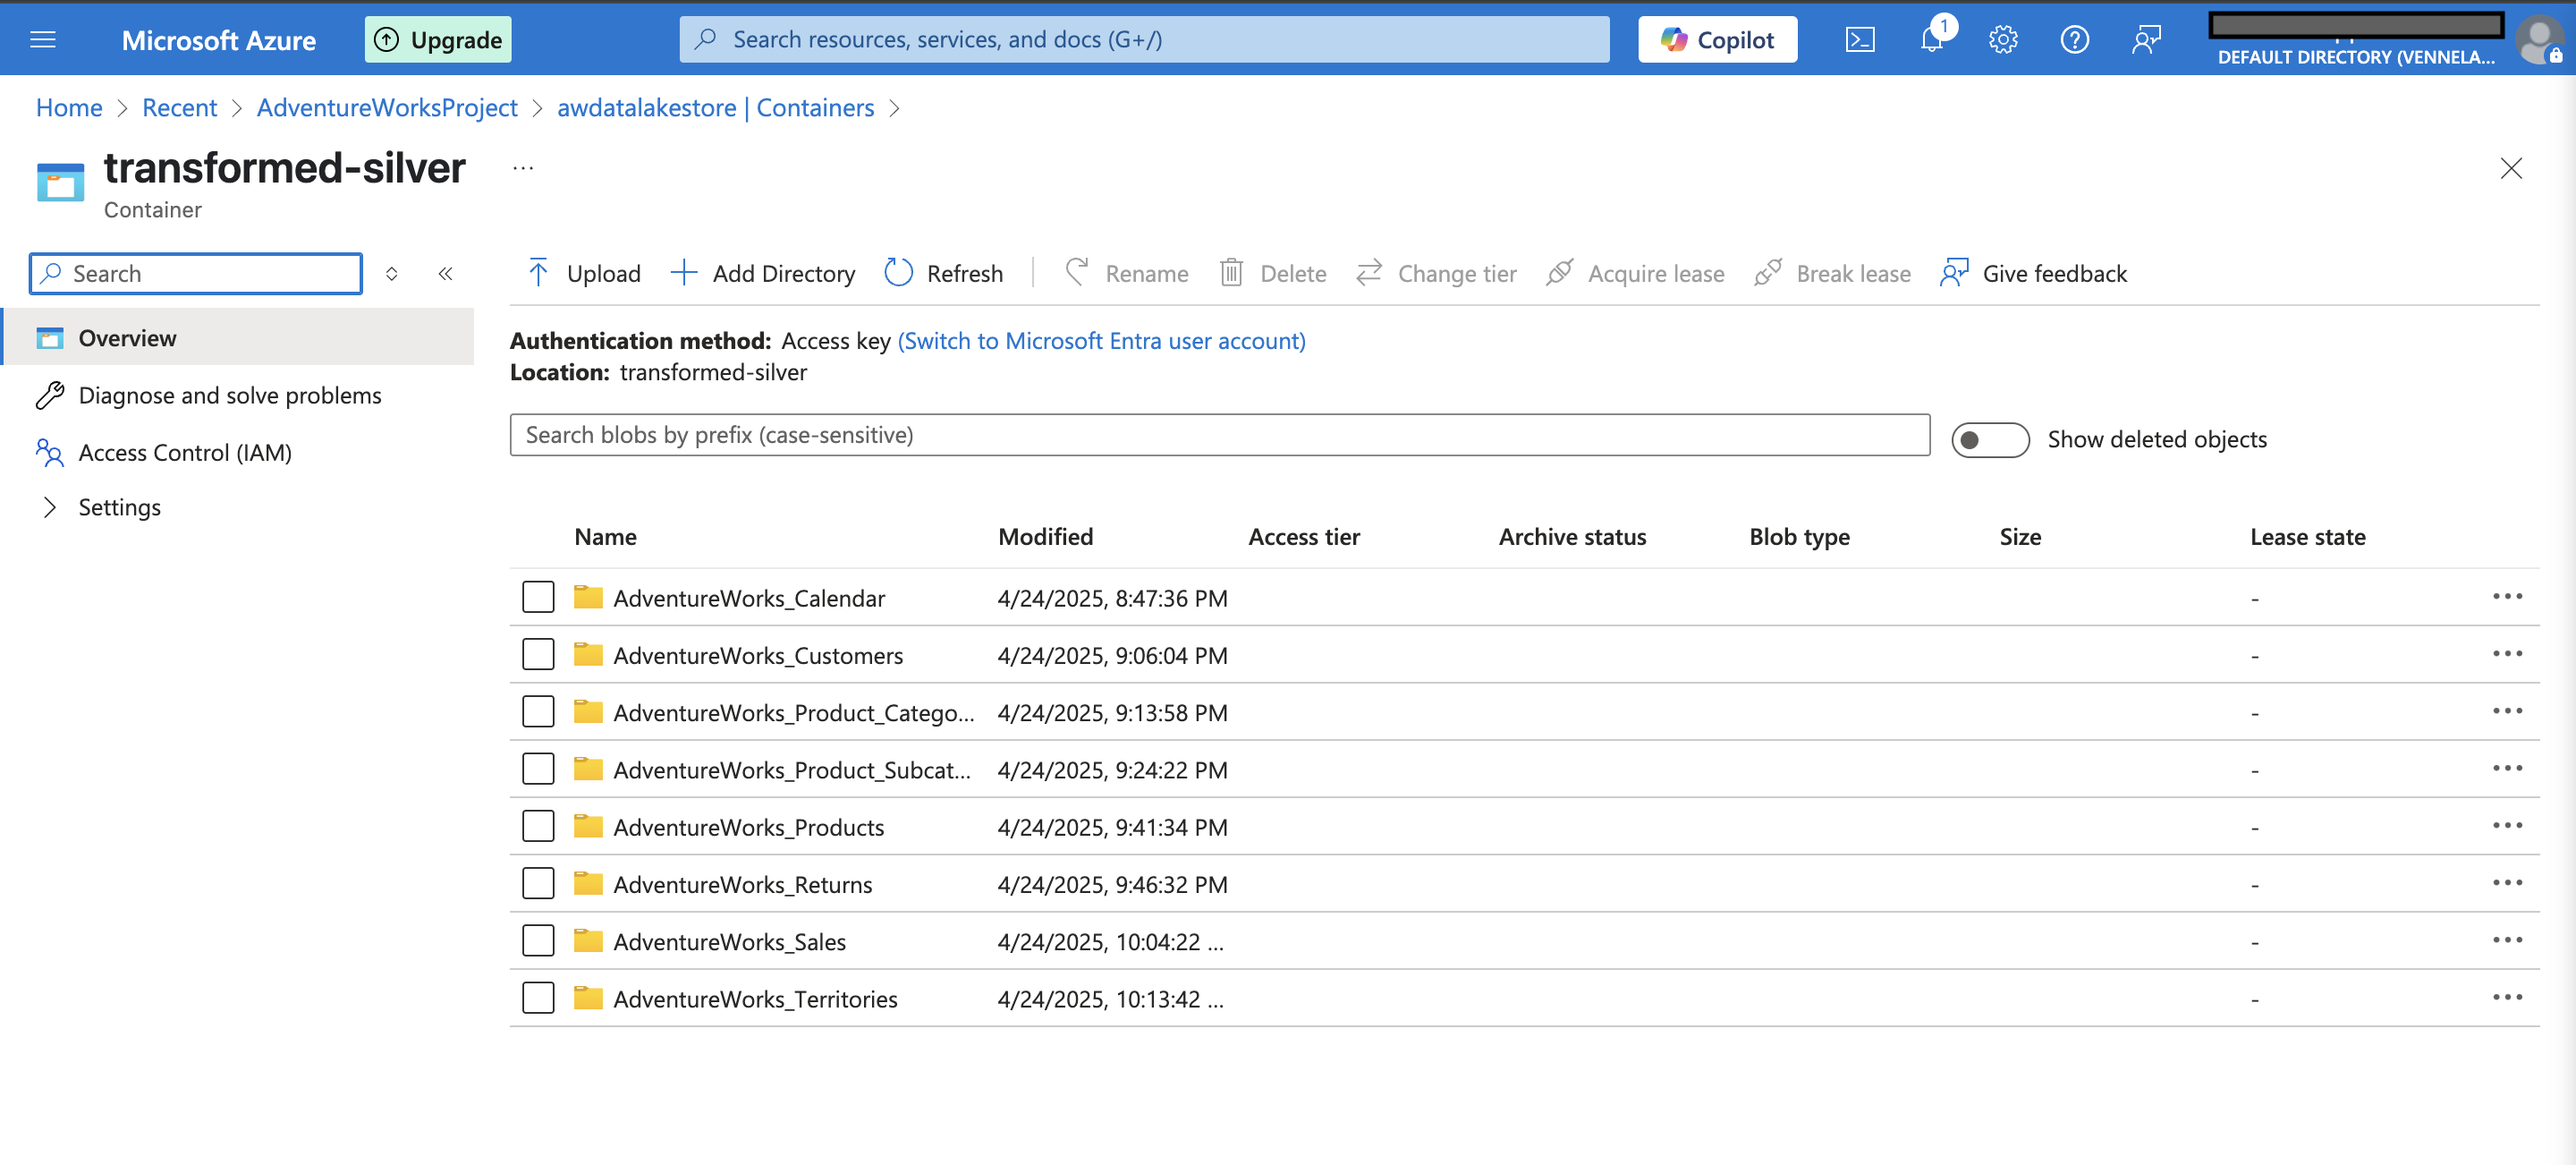 Microsoft Azure
Upgrade
Search resources, services, and docs (G+/)
Copilot
1
DEFAULT DIRECTORY (VENNELA...
Home > Recent > AdventureWorksProject > awdatalakestore | Containers >
transformed-silver
...
Container
Search
Upload
Add Directory
Refresh
Rename
Delete
Change tier
Acquire lease
Break lease
Give feedback
Overview
Diagnose and solve problems
Access Control (IAM)
Settings
Authentication method: Access key (Switch to Microsoft Entra user account)
Location: transformed-silver
Search blobs by prefix (case-sensitive)
Show deleted objects
Name Modified Access tier Archive status Blob type Size Lease state
AdventureWorks_Calendar 4/24/2025, 8:47:36 PM -
AdventureWorks_Customers 4/24/2025, 9:06:04 PM -
AdventureWorks_Product_Catego... 4/24/2025, 9:13:58 PM -
AdventureWorks_Product_Subcat... 4/24/2025, 9:24:22 PM -
AdventureWorks_Products 4/24/2025, 9:41:34 PM -
AdventureWorks_Returns 4/24/2025, 9:46:32 PM -
AdventureWorks_Sales 4/24/2025, 10:04:22 ... -
AdventureWorks_Territories 4/24/2025, 10:13:42 ... -